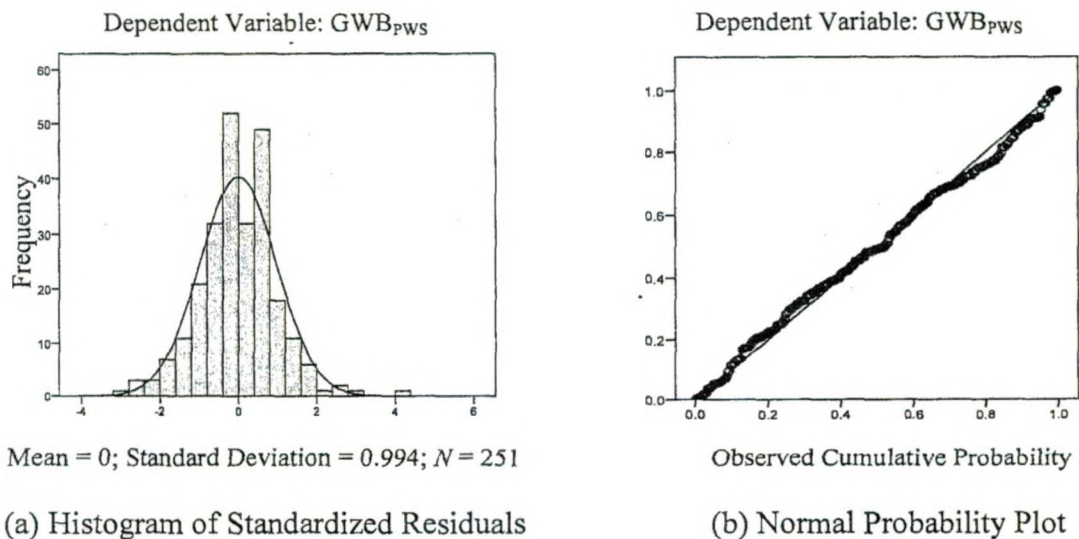 Dependent Variable: GWB_PWS
Frequency
60
50
40
30
20
10
0
-4 -2 0 2 4 6
Mean = 0; Standard Deviation = 0.994; N = 251
(a) Histogram of Standardized Residuals
Dependent Variable: GWB_PWS
1.0
0.8
0.6
0.4
0.2
0.0
0.0 0.2 0.4 0.6 0.8 1.0
Observed Cumulative Probability
(b) Normal Probability Plot